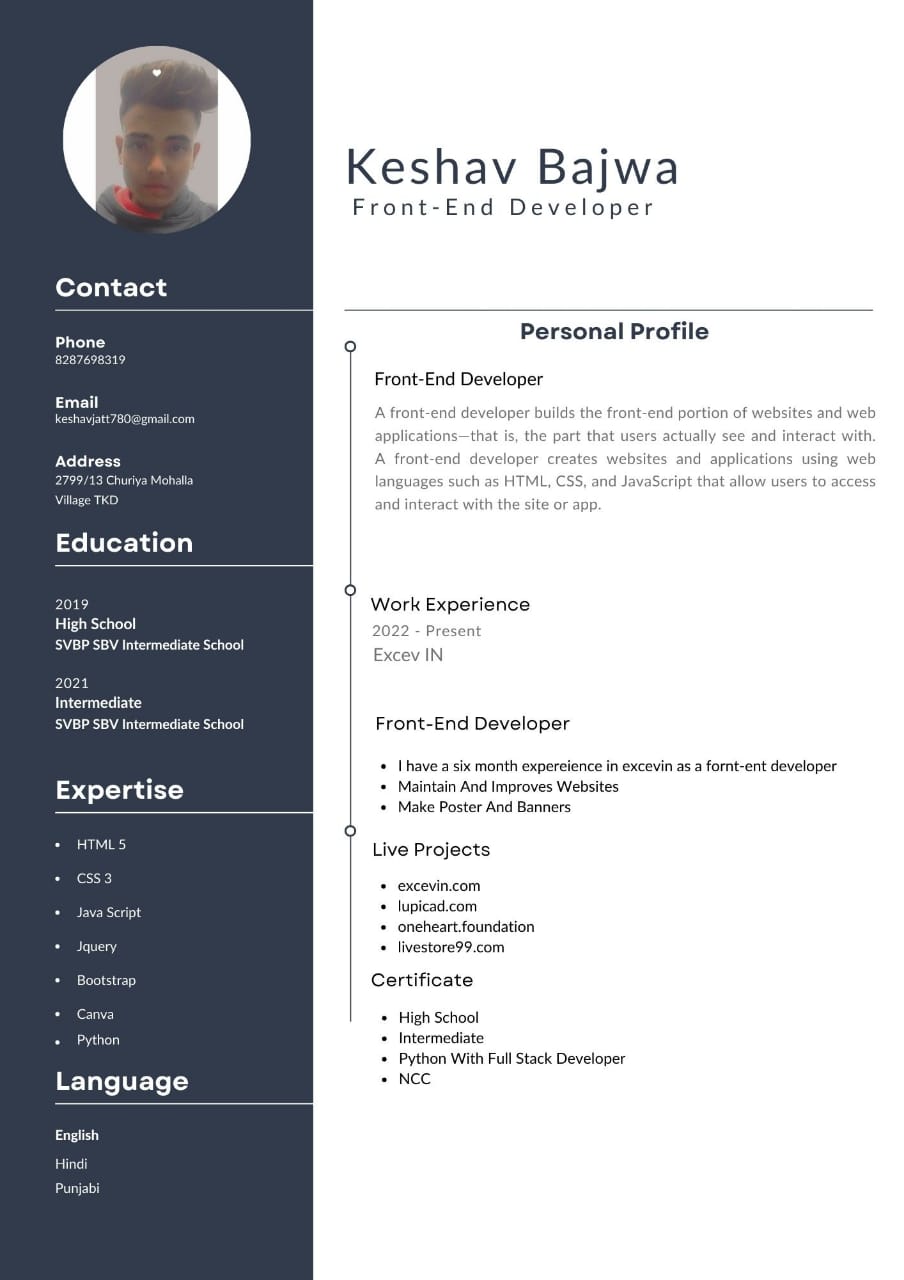 Keshav Bajwa
Front-End Developer
Contact
Phone
8287698319
Email
keshavjatt780@gmail.com
Address
2799/13 Churiya Mohalla
Village TKD
Education
2019
High School
SVBP SBV Intermediate School
2021
Intermediate
SVBP SBV Intermediate School
Expertise
• HTML 5
• CSS 3
• Java Script
• Jquery
• Bootstrap
• Canva
• Python
Language
English
Hindi
Punjabi
Personal Profile
Front-End Developer
A front-end developer builds the front-end portion of websites and web
applications—that is, the part that users actually see and interact with.
A front-end developer creates websites and applications using web
languages such as HTML, CSS, and JavaScript that allow users to access
and interact with the site or app.
Work Experience
2022 - Present
Excev IN
Front-End Developer
• I have a six month expereience in excevin as a fornt-ent developer
• Maintain And Improves Websites
• Make Poster And Banners
Live Projects
• excevin.com
• lupicad.com
• oneheart.foundation
• livestore99.com
Certificate
• High School
• Intermediate
• Python With Full Stack Developer
• NCC